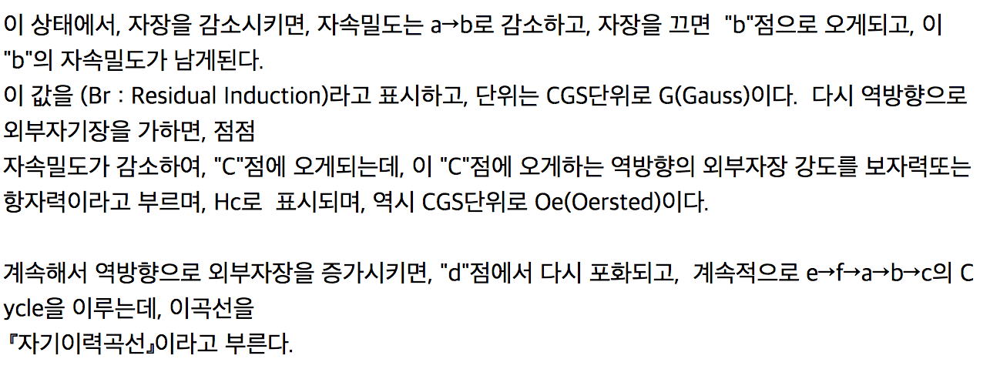 이 상태에서, 자장을 감소시키면, 자속밀도는 a→b로 감소하고, 자장을 끄면  "b"점으로 오게되고, 이
"b"의 자속밀도가 남게된다.
이 값을 (Br : Residual Induction)라고 표시하고, 단위는 CGS단위로 G(Gauss)이다.  다시 역방향으로
외부자기장을 가하면, 점점
자속밀도가 감소하여, "C"점에 오게되는데, 이 "C"점에 오게하는 역방향의 외부자장 강도를 보자력또는
항자력이라고 부르며, Hc로  표시되며, 역시 CGS단위로 Oe(Oersted)이다.
계속해서 역방향으로 외부자장을 증가시키면, "d"점에서 다시 포화되고,  계속적으로 e→f→a→b→c의 C
ycle을 이루는데, 이곡선을
『자기이력곡선』이라고 부른다.